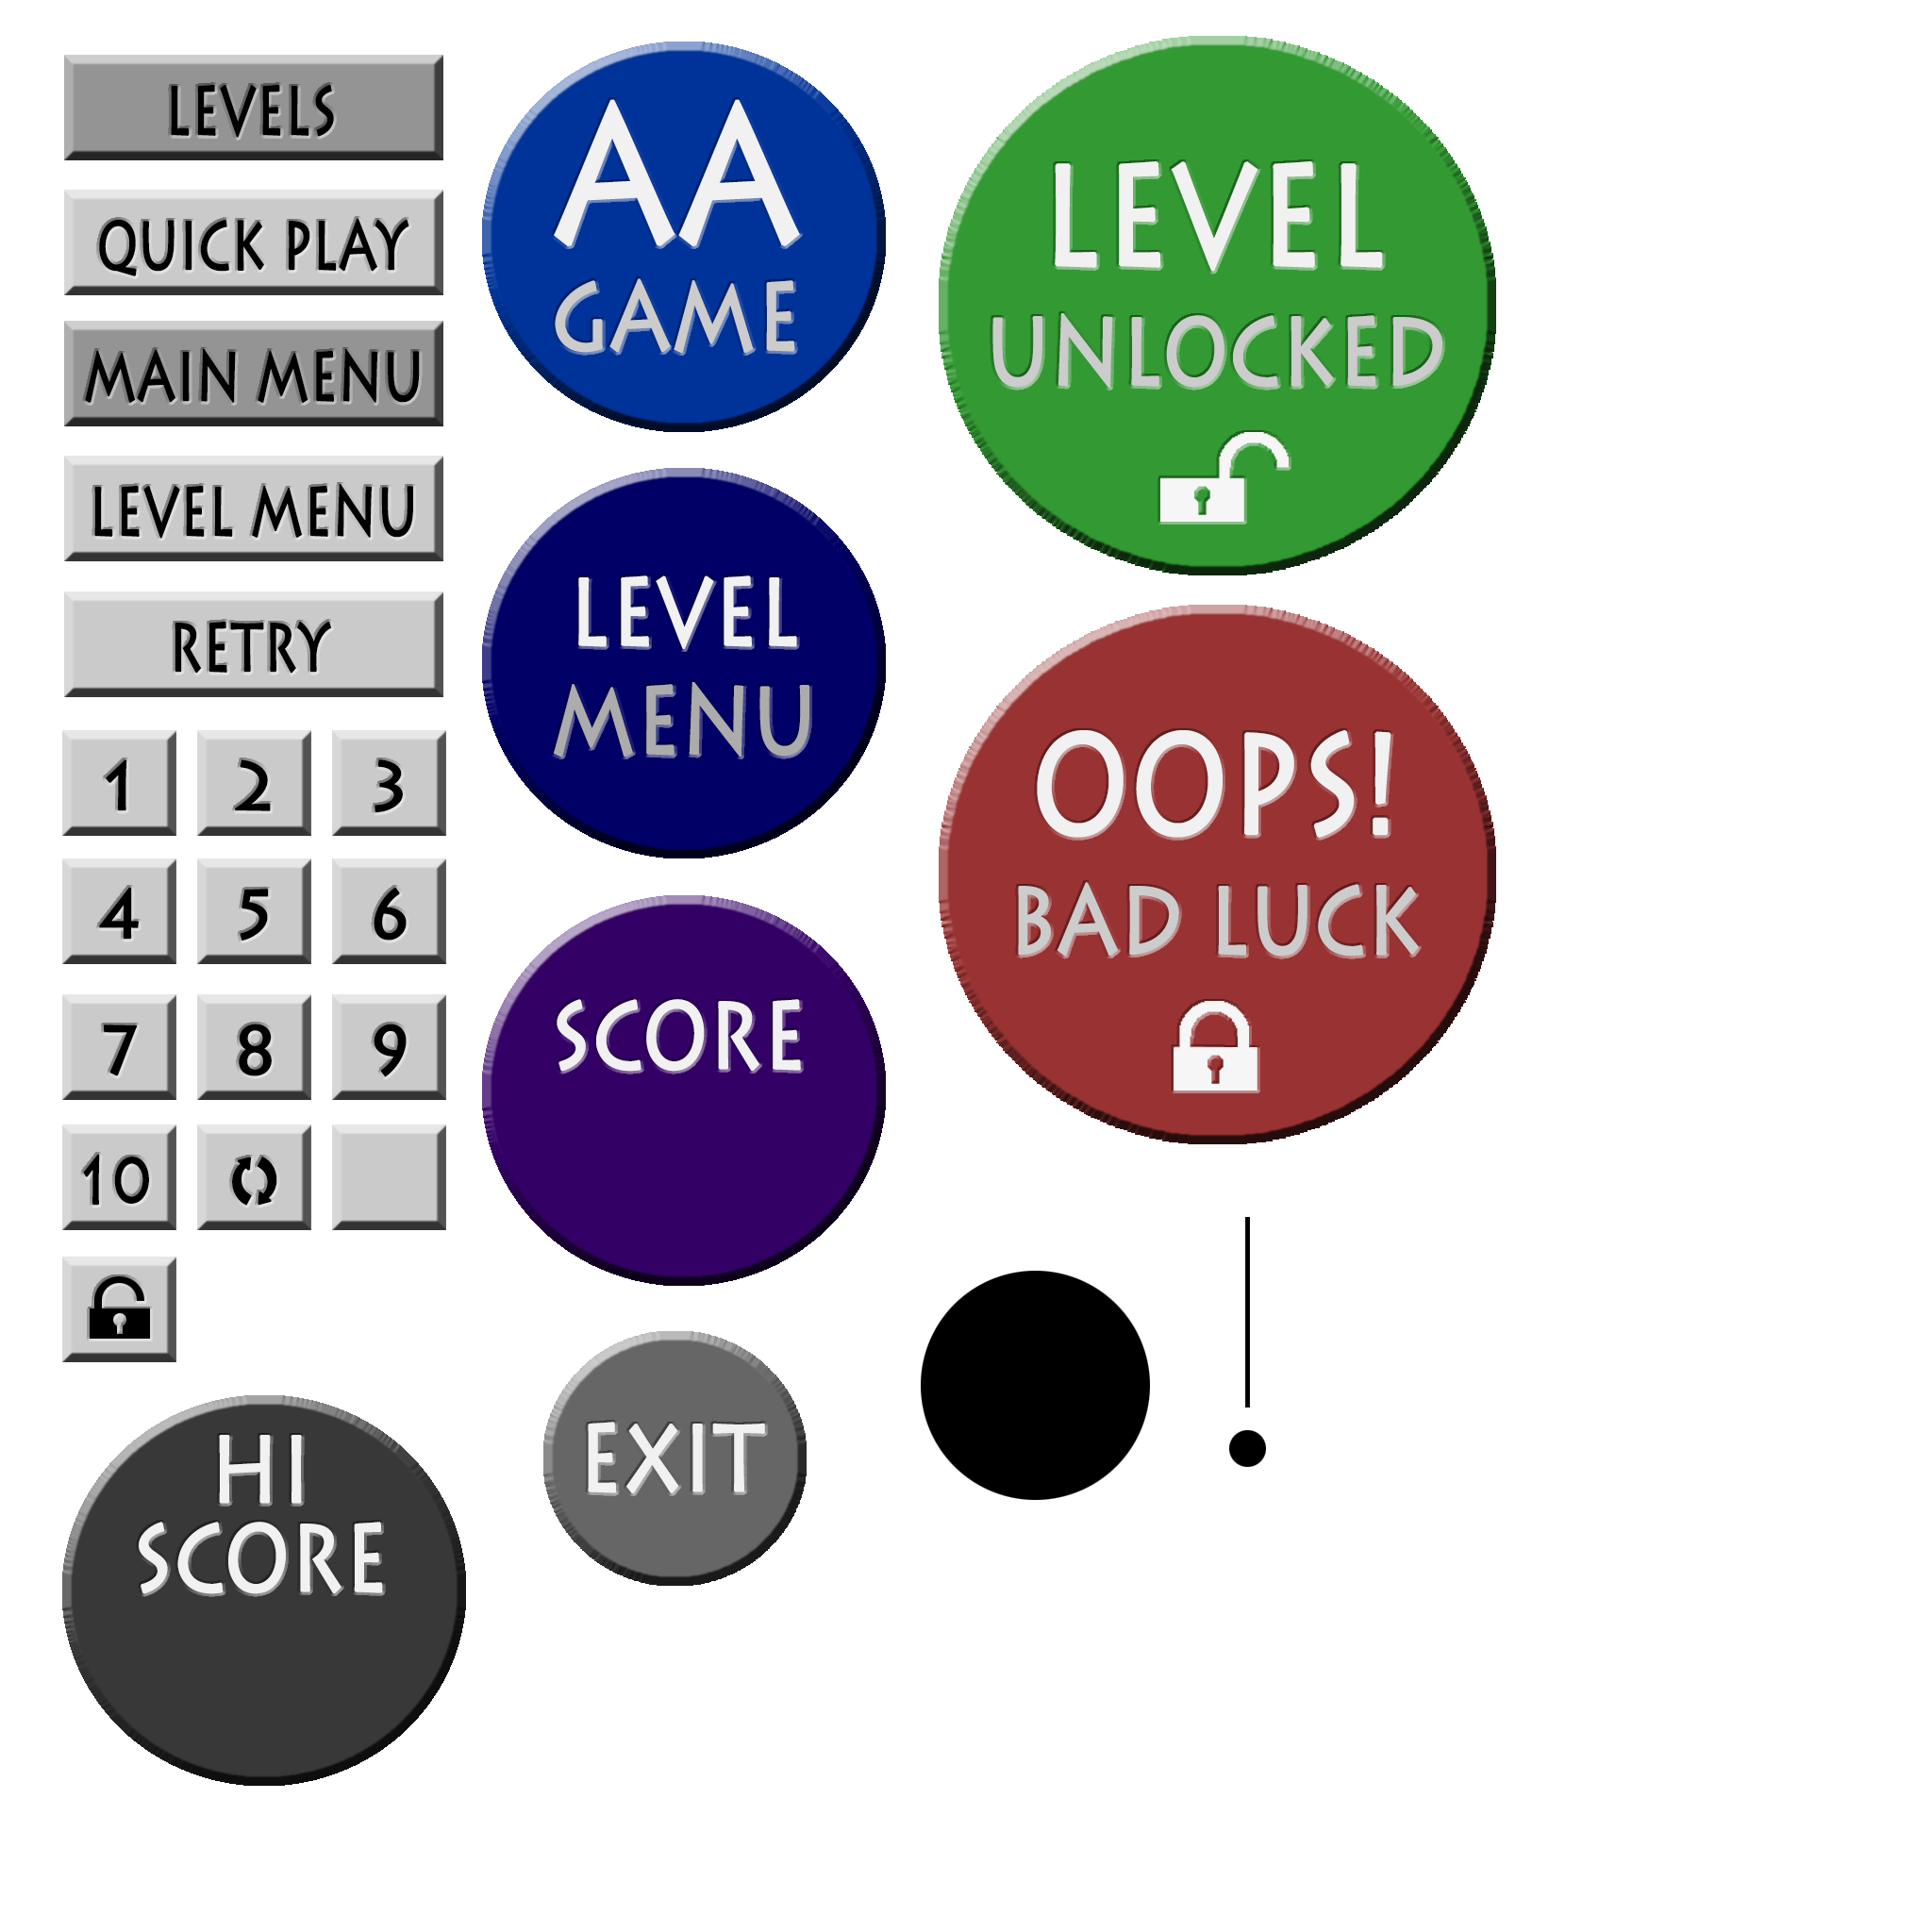 LEVELS
QUICK PLAY
MAIN MENU
LEVEL MENU
RETRY
1 2 3
4 5 6
7 8 9
10
HI
SCORE
AA
GAME
LEVEL
MENU
SCORE
EXIT
LEVEL
UNLOCKED
OOPS!
BAD LUCK